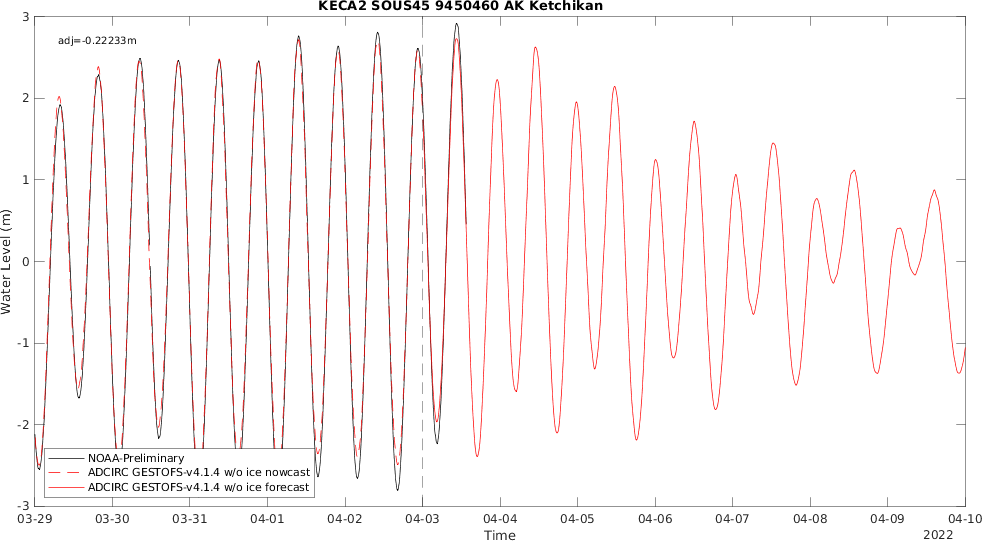 KECA2 SOUS45 9450460 AK Ketchikan
adj=-0.22233m
3
2
1
0
-1
-2
-3
Water Level (m)
NOAA-Preliminary
ADCIRC GESTOFS-v4.1.4 w/o ice nowcast
ADCIRC GESTOFS-v4.1.4 w/o ice forecast
03-29 03-30 03-31 04-01 04-02 04-03 04-04 04-05 04-06 04-07 04-08 04-09 04-10
Time
2022